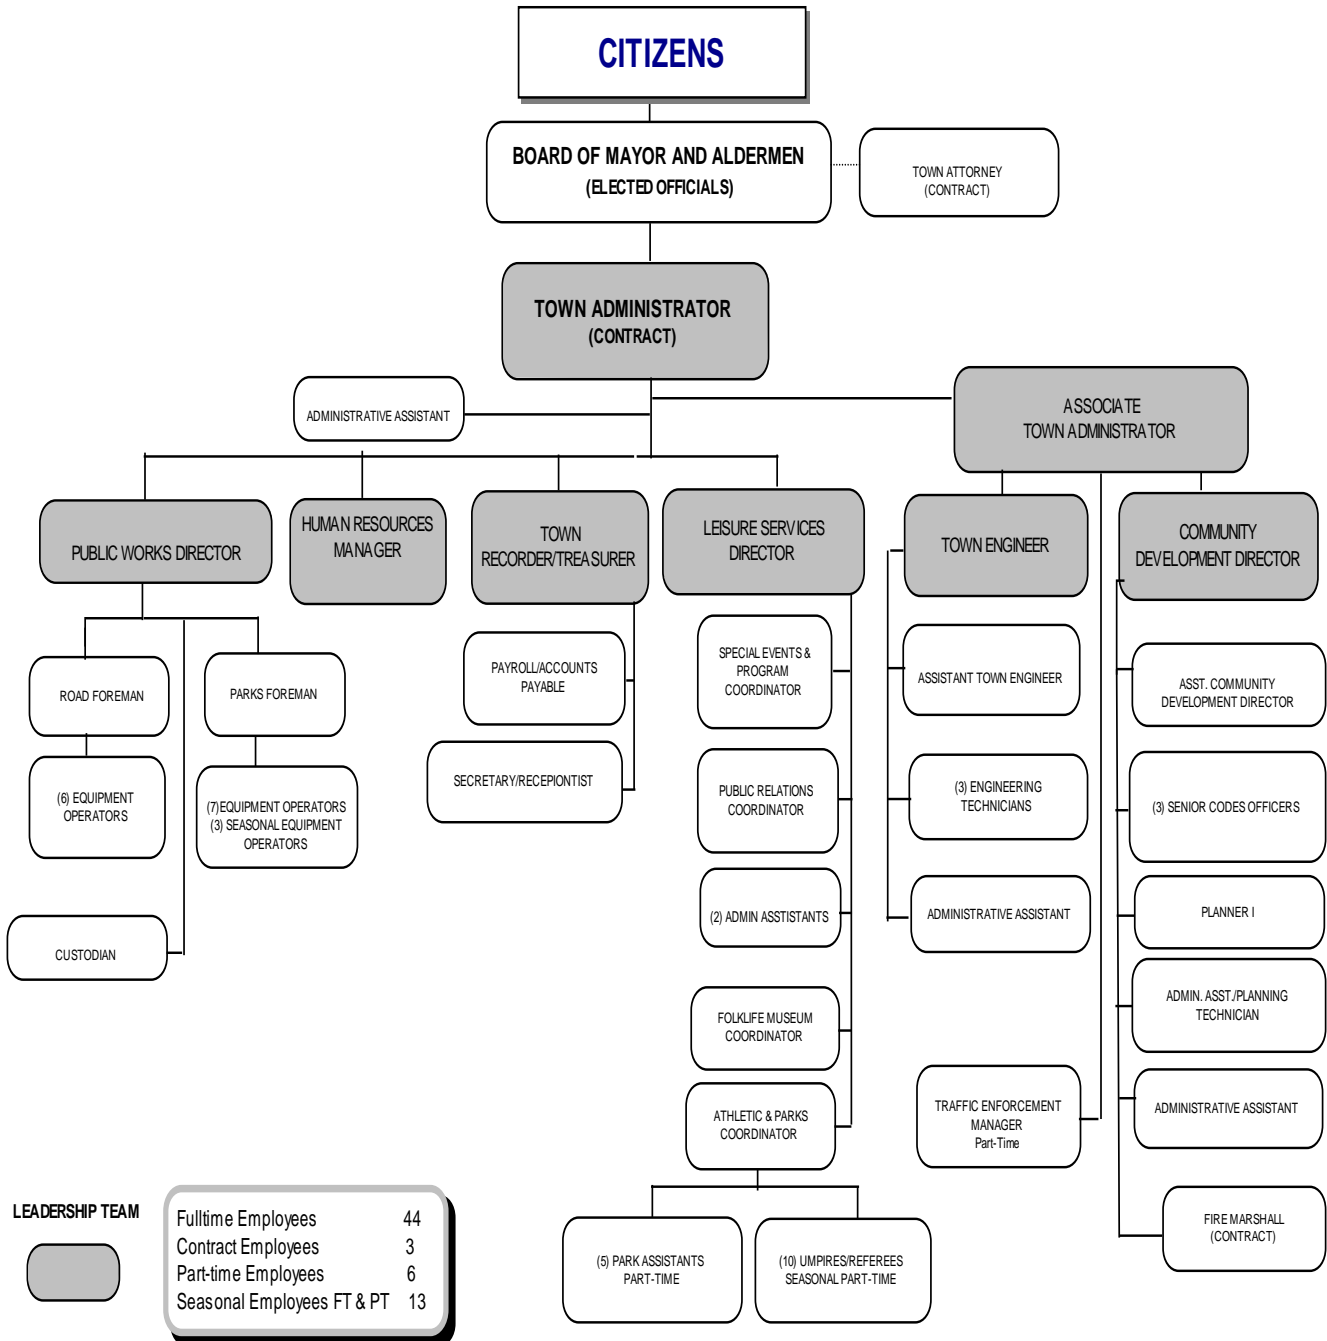 CITIZENS
BOARD OF MAYOR AND ALDERMEN
(ELECTED OFFICIALS)
TOWN ATTORNEY
(CONTRACT)
TOWN ADMINISTRATOR
(CONTRACT)
ADMINISTRATIVE ASSISTANT
ASSOCIATE
TOWN ADMINISTRATOR
PUBLIC WORKS DIRECTOR
HUMAN RESOURCES
MANAGER
TOWN
RECORDER/TREASURER
LEISURE SERVICES
DIRECTOR
TOWN ENGINEER
COMMUNITY
DEVELOPMENT DIRECTOR
ROAD FOREMAN
PARKS FOREMAN
(6) EQUIPMENT
OPERATORS
(7)EQUIPMENT OPERATORS
(3) SEASONAL EQUIPMENT
OPERATORS
CUSTODIAN
PAYROLL/ACCOUNTS
PAYABLE
SECRETARY/RECEPIONTIST
SPECIAL EVENTS &
PROGRAM
COORDINATOR
PUBLIC RELATIONS
COORDINATOR
(2) ADMIN ASSTISTANTS
FOLKLIFE MUSEUM
COORDINATOR
ATHLETIC & PARKS
COORDINATOR
(5) PARK ASSISTANTS
PART-TIME
(10) UMPIRES/REFEREES
SEASONAL PART-TIME
ASSISTANT TOWN ENGINEER
(3) ENGINEERING
TECHNICIANS
ADMINISTRATIVE ASSISTANT
TRAFFIC ENFORCEMENT
MANAGER
Part-Time
ASST. COMMUNITY
DEVELOPMENT DIRECTOR
(3) SENIOR CODES OFFICERS
PLANNER I
ADMIN. ASST./PLANNING
TECHNICIAN
ADMINISTRATIVE ASSISTANT
FIRE MARSHALL
(CONTRACT)
LEADERSHIP TEAM
Fulltime Employees 44
Contract Employees 3
Part-time Employees 6
Seasonal Employees FT & PT 13